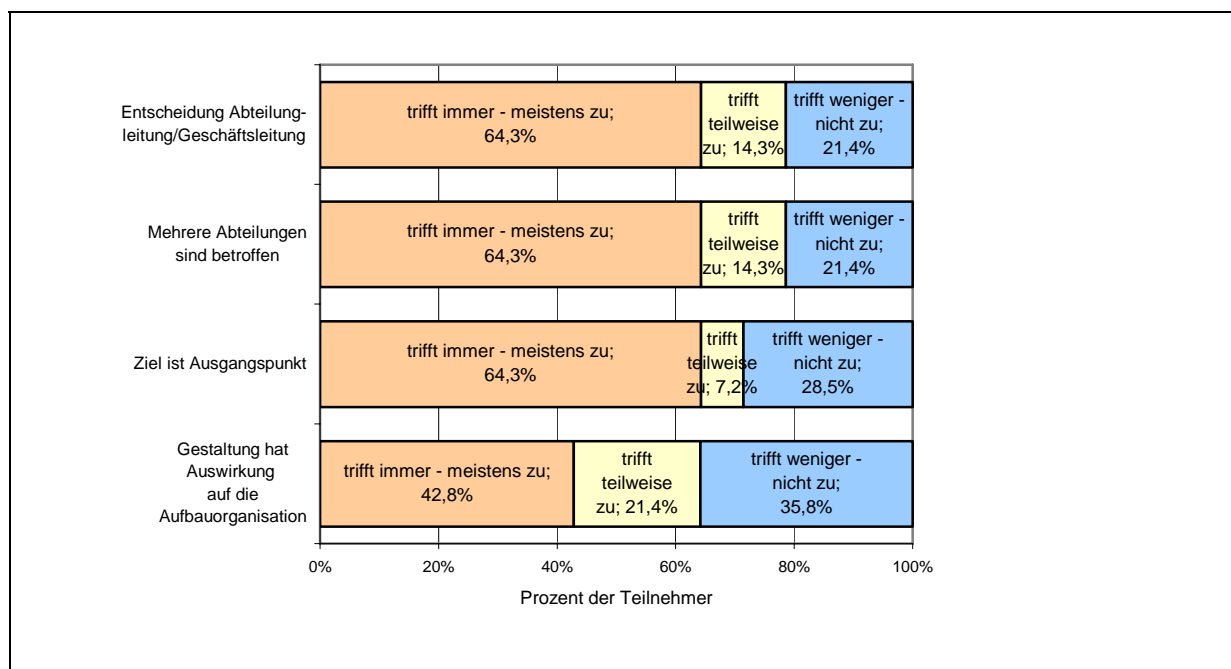 Entscheidung Abteilung-
leitung/Geschäftsleitung
trifft immer - meistens zu;
64,3%
trifft
teilweise
zu; 14,3%
trifft weniger -
nicht zu;
21,4%
Mehrere Abteilungen
sind betroffen
trifft immer - meistens zu;
64,3%
trifft
teilweise
zu; 14,3%
trifft weniger -
nicht zu;
21,4%
Ziel ist Ausgangspunkt
trifft immer - meistens zu;
64,3%
trifft
teilweise
zu; 7,2%
trifft weniger -
nicht zu;
28,5%
Gestaltung hat
Auswirkung
auf die
Aufbauorganisation
trifft immer - meistens zu;
42,8%
trifft
teilweise
zu; 21,4%
trifft weniger -
nicht zu;
35,8%
0% 20% 40% 60% 80% 100%
Prozent der Teilnehmer